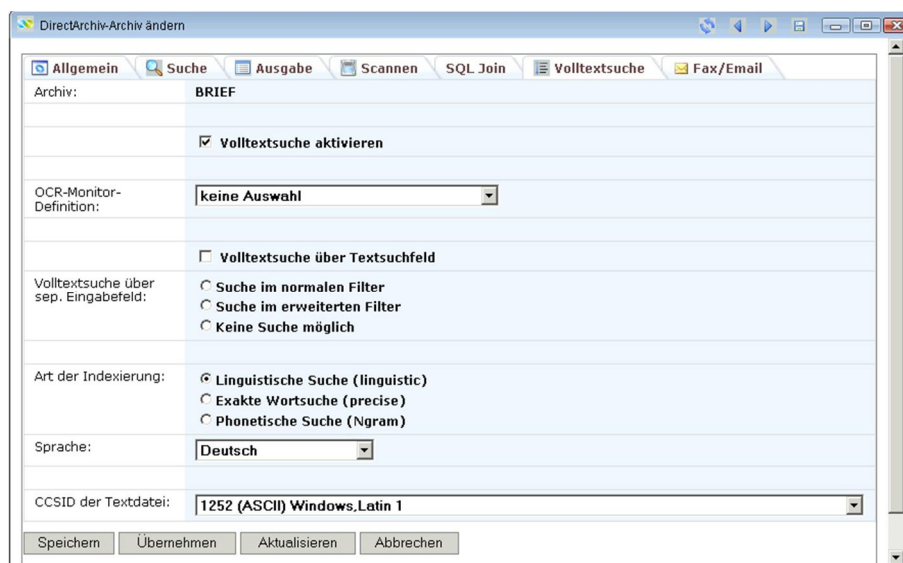 DirectArchiv-Archiv ändern
Allgemein Suche Ausgabe Scannen SQL Join Volltextsuche Fax/Email
Archiv: BRIEF
Volltextsuche aktivieren
OCR-Monitor-
Definition:
keine Auswahl
Volltextsuche über Textsuchfeld
Volltextsuche über
sep. Eingabefeld:
Suche im normalen Filter
Suche im erweiterten Filter
Keine Suche möglich
Art der Indexierung:
Linguistische Suche (linguistic)
Exakte Wortsuche (precise)
Phonetische Suche (Ngram)
Sprache: Deutsch
CCSID der Textdatei: 1252 (ASCII) Windows,Latin 1
Speichern Übernehmen Aktualisieren Abbrechen